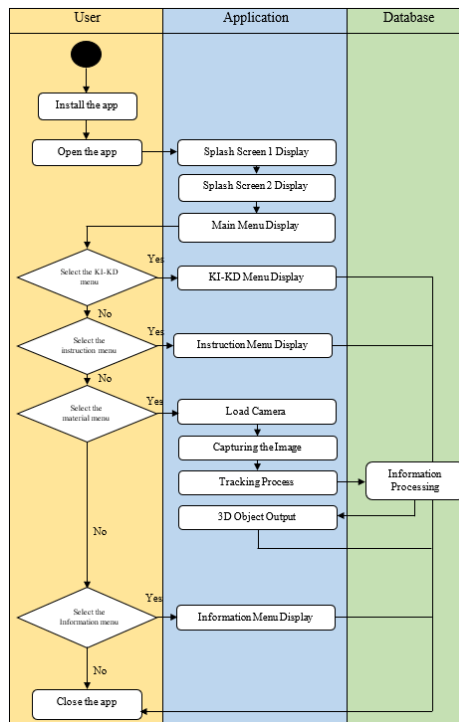 User
Application
Database
Install the app
Open the app
Splash Screen 1 Display
Splash Screen 2 Display
Main Menu Display
Select the KI-KD
menu
Yes
KI-KD Menu Display
No
Select the
instruction menu
Yes
Instruction Menu Display
No
Select the
material menu
Yes
Load Camera
Capturing the Image
Tracking Process
Information
Processing
3D Object Output
No
Select the
Information menu
Yes
Information Menu Display
No
Close the app